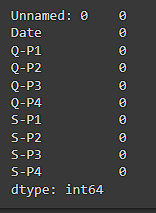 Unnamed: 0    0
Date          0
Q-P1          0
Q-P2          0
Q-P3          0
Q-P4          0
S-P1          0
S-P2          0
S-P3          0
S-P4          0
dtype: int64